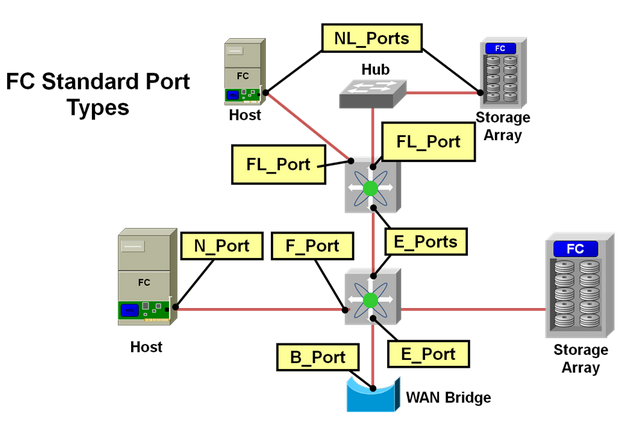 FC Standard Port
Types
NL_Ports
FC
Host
Hub
FC
Storage
Array
FL_Port
FL_Port
N_Port
F_Port
E_Ports
FC
Host
FC
Storage
Array
B_Port
E_Port
WAN Bridge